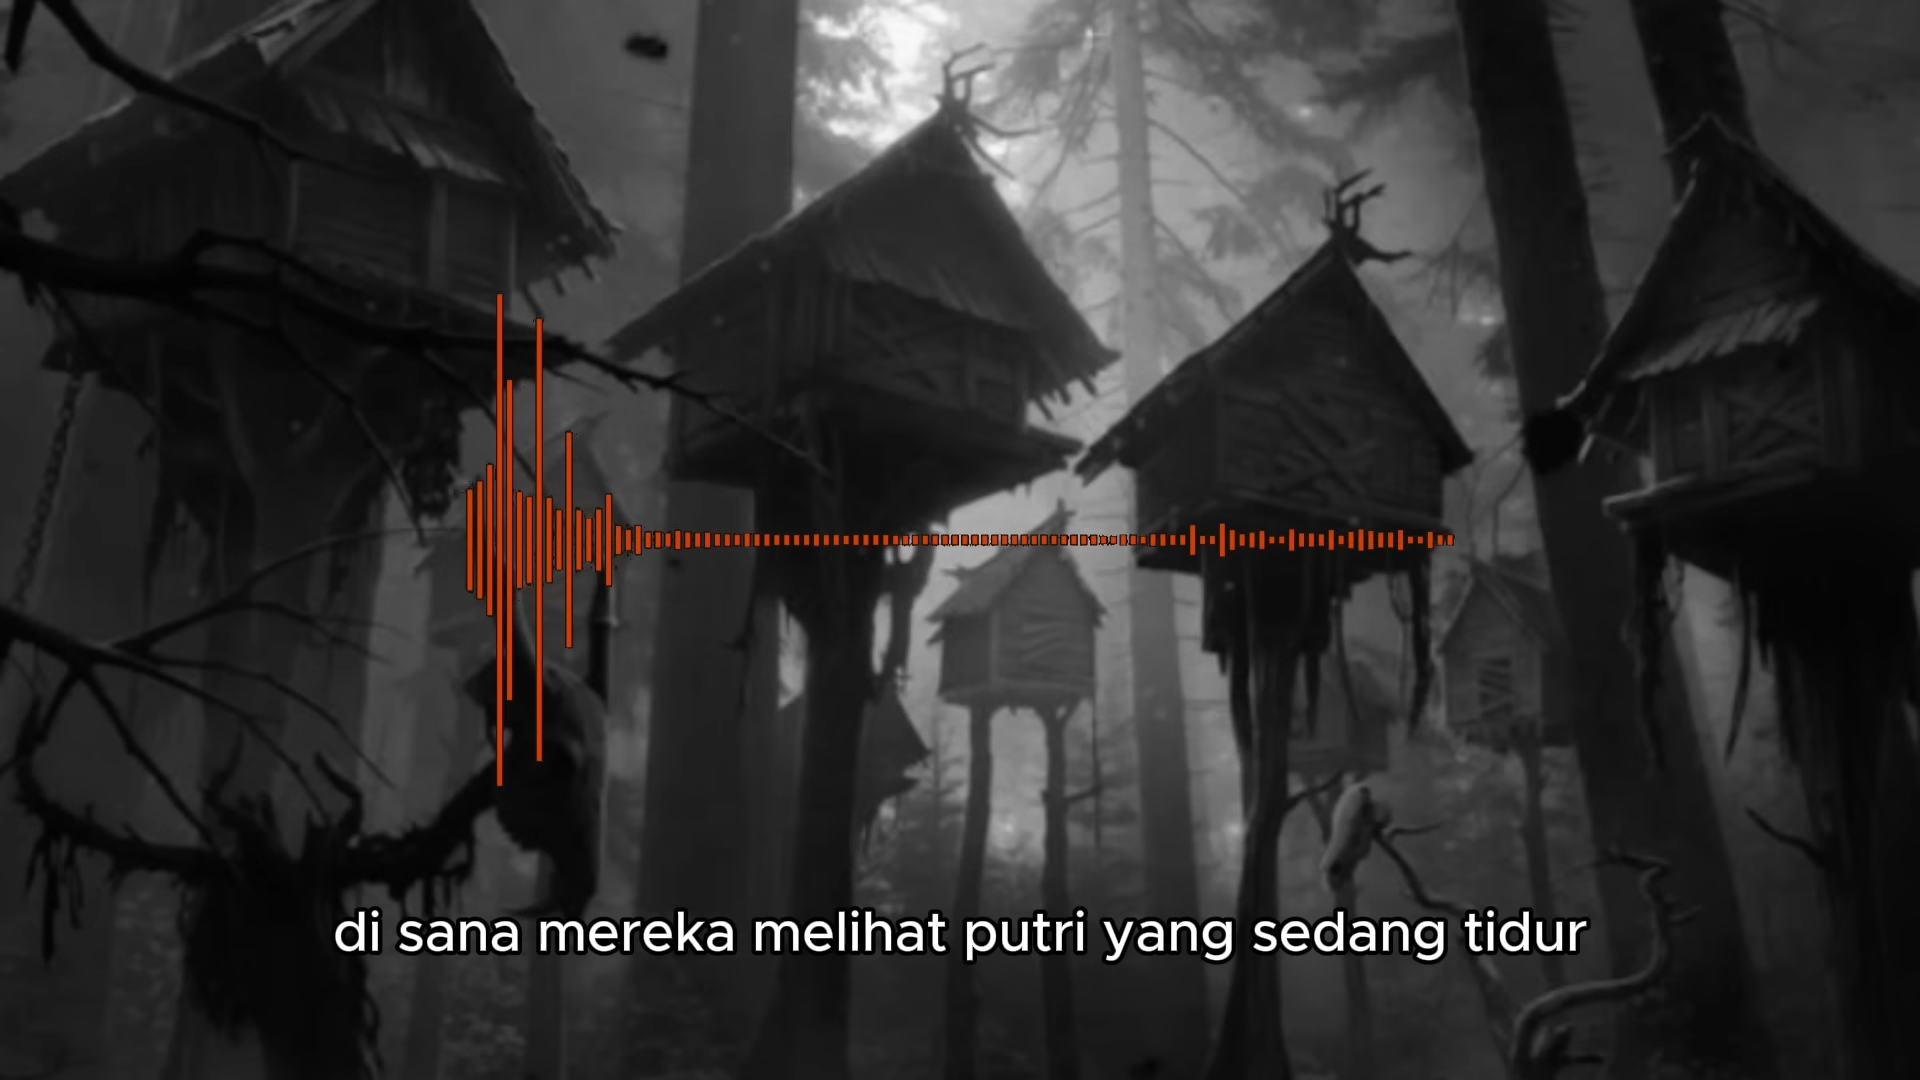 di sana mereka melihat putri yang sedang tidur